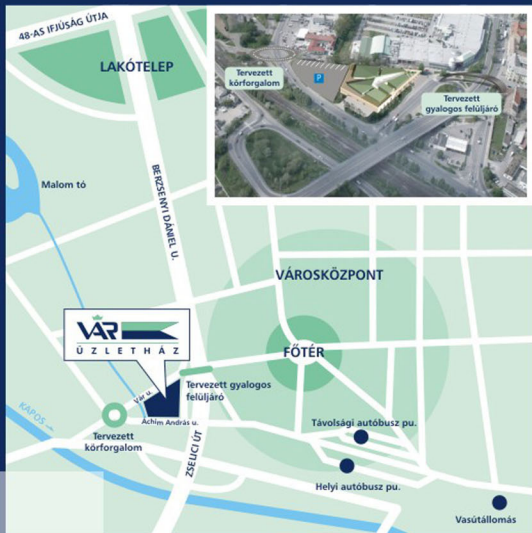 48-AS IFJÚSÁG ÚTJA
LAKÓTELEP
Tervezett
körforgalom
P
Tervezett
gyalogos felüljáró
Malom tó
BERZSENYI DÁNIEL U.
VÁROSKÖZPONT
VÁR
ÜZLETHÁZ
FŐTÉR
Tervezett gyalogos
felüljáró
Vár u.
Áchim András u.
KAPOS
Tervezett
körforgalom
ZSELICI ÚT
Távolsági autóbusz pu.
Helyi autóbusz pu.
Vasútállomás